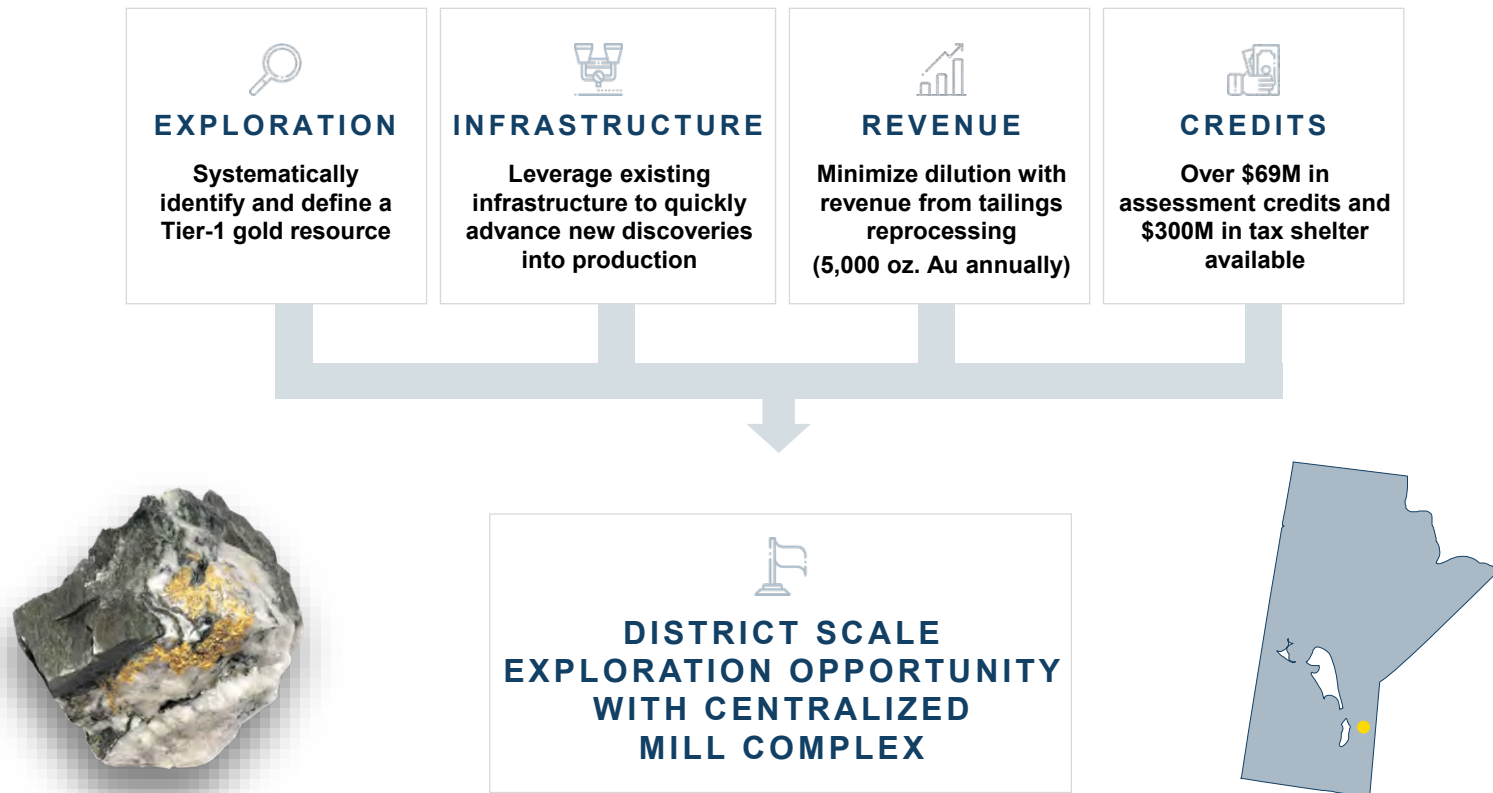 EXPLORATION
Systematically
identify and define a
Tier-1 gold resource
INFRASTRUCTURE
Leverage existing
infrastructure to quickly
advance new discoveries
into production
REVENUE
Minimize dilution with
revenue from tailings
reprocessing
(5,000 oz. Au annually)
CREDITS
Over $69M in
assessment credits and
$300M in tax shelter
available
DISTRICT SCALE
EXPLORATION OPPORTUNITY
WITH CENTRALIZED
MILL COMPLEX